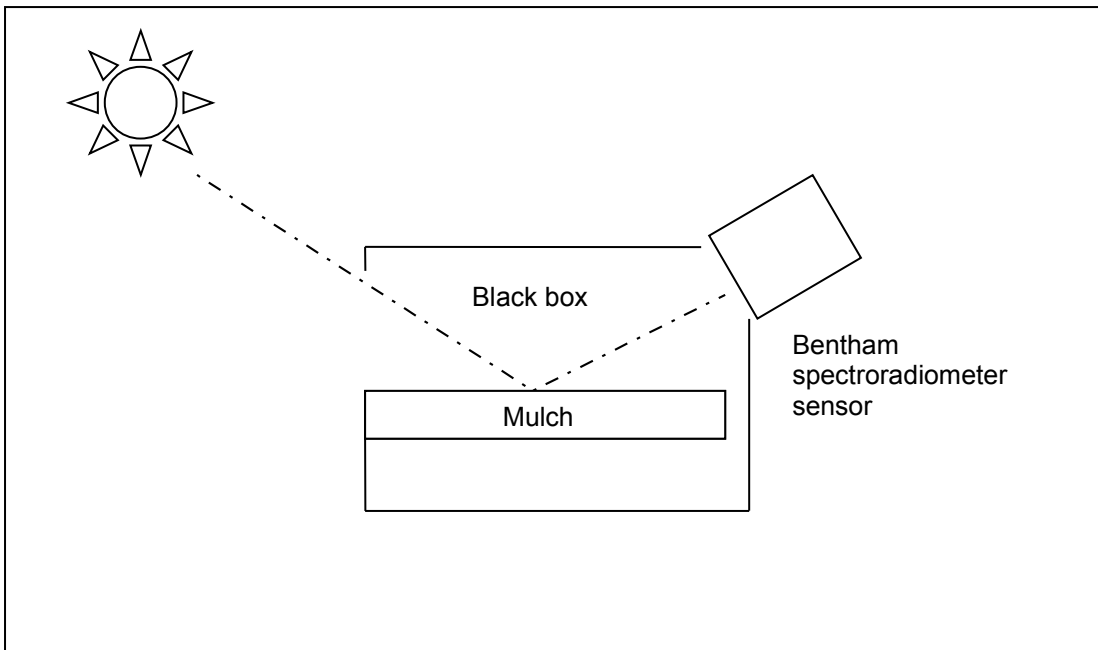 Black box
Mulch
Bentham
spectroradiometer
sensor